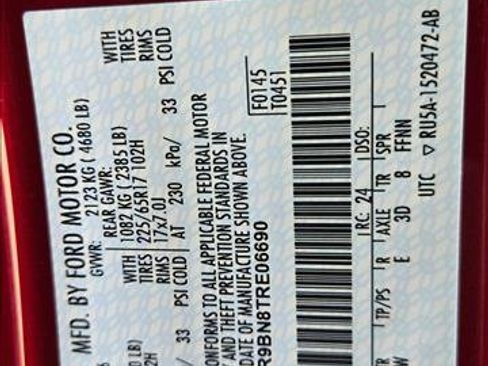 MFD. BY FORD MOTOR CO.
GVWR: 2123 KG ( 4680 LB)
REAR GAWR:
1082 KG ( 2385 LB)
WITH
TIRES
RIMS
PSI COLD
WITH
TIRES 225/65R17 102H
RIMS 17x7.0J
PSI COLD AT 230 kPa/ 33 PSI COLD
/ 33
ONFORMS TO ALL APPLICABLE FEDERAL MOTOR
AND THEFT PREVENTION STANDARDS IN
DATE OF MANUFACTURE SHOWN ABOVE.
R9BN8TRE06690
F0145
T0451
RC: 24 DSO:
TP/PS R AXLE TR SPR
E 3D 8 FFNN
UTC ▽ RU5A-1520472-AB